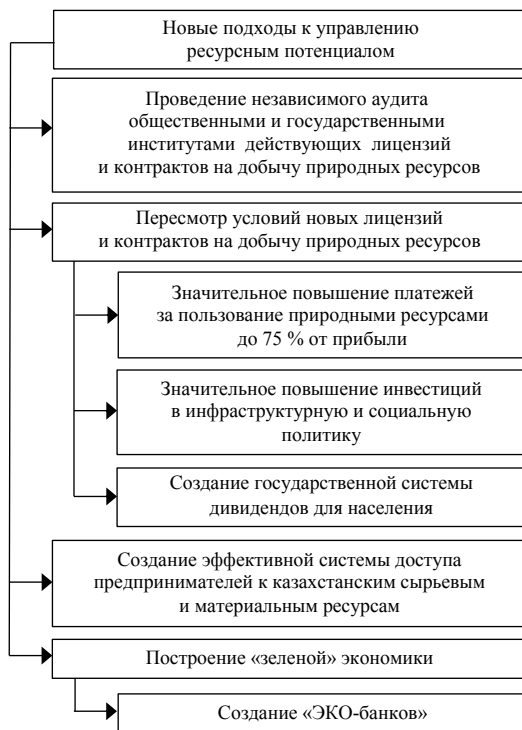 Новые подходы к управлению
ресурсным потенциалом
Проведение независимого аудита
общественными и государственными
институтами действующих лицензий
и контрактов на добычу природных ресурсов
Пересмотр условий новых лицензий
и контрактов на добычу природных ресурсов
Значительное повышение платежей
за пользование природными ресурсами
до 75 % от прибыли
Значительное повышение инвестиций
в инфраструктурную и социальную
политику
Создание государственной системы
дивидендов для населения
Создание эффективной системы доступа
предпринимателей к казахстанским сырьевым
и материальным ресурсам
Построение «зеленой» экономики
Создание «ЭКО-банков»